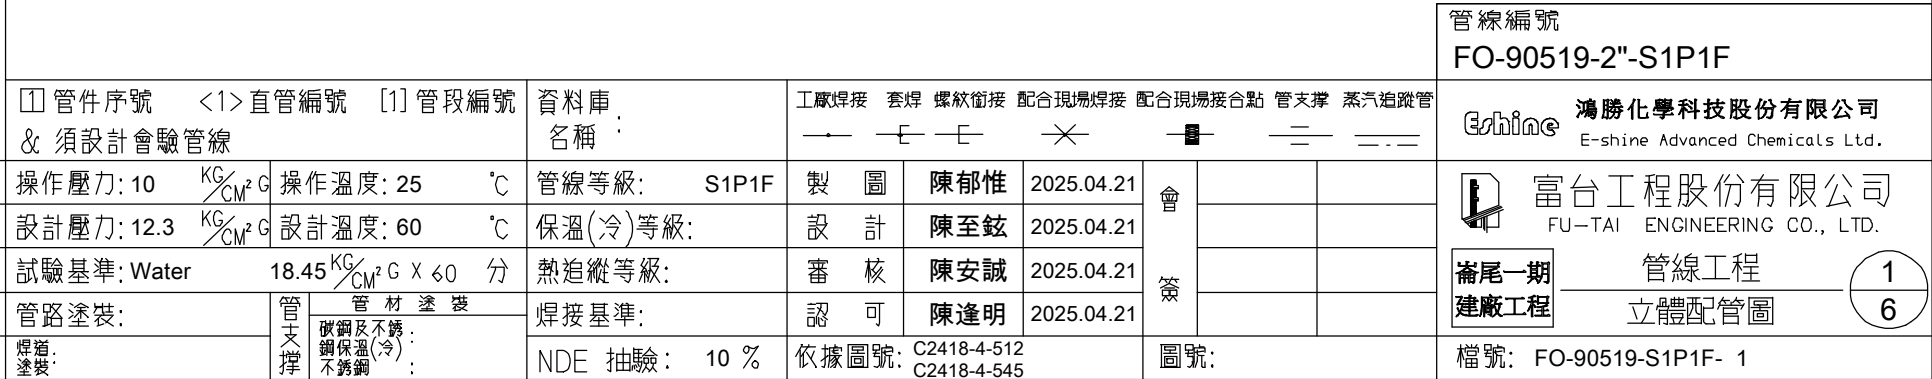 管線編號
FO-90519-2"-S1P1F
1 管件序號 <1>直管編號 [1]管段編號
& 須設計會驗管線
資料庫
名稱 :
工廠焊接 套焊 螺紋銜接 配合現場焊接 配合現場接合點 管支撐 蒸汽追蹤管
Eshine 鴻勝化學科技股份有限公司
E-shine Advanced Chemicals Ltd.
操作壓力: 10 KG/CM² G 操作溫度: 25 °C 管線等級: S1P1F 製圖 陳郁惟 2025.04.21
設計壓力: 12.3 KG/CM² G 設計溫度: 60 °C 保溫(冷)等級: 設計 陳至鉉 2025.04.21
試驗基準: Water 18.45 KG/CM² G X 60 分 熱追縱等級: 審核 陳安誠 2025.04.21
管路塗裝: 管支撐 管材塗裝 焊接基準: 認可 陳逢明 2025.04.21
會簽
富台工程股份有限公司
FU-TAI ENGINEERING CO., LTD.
崙尾一期
建廠工程
管線工程
立體配管圖
1
6
焊道
塗裝:
碳鋼及不銹
鋼保溫(冷) :
不銹鋼 :
NDE 抽驗: 10 %
依據圖號: C2418-4-512
C2418-4-545
圖號:
檔號: FO-90519-S1P1F- 1